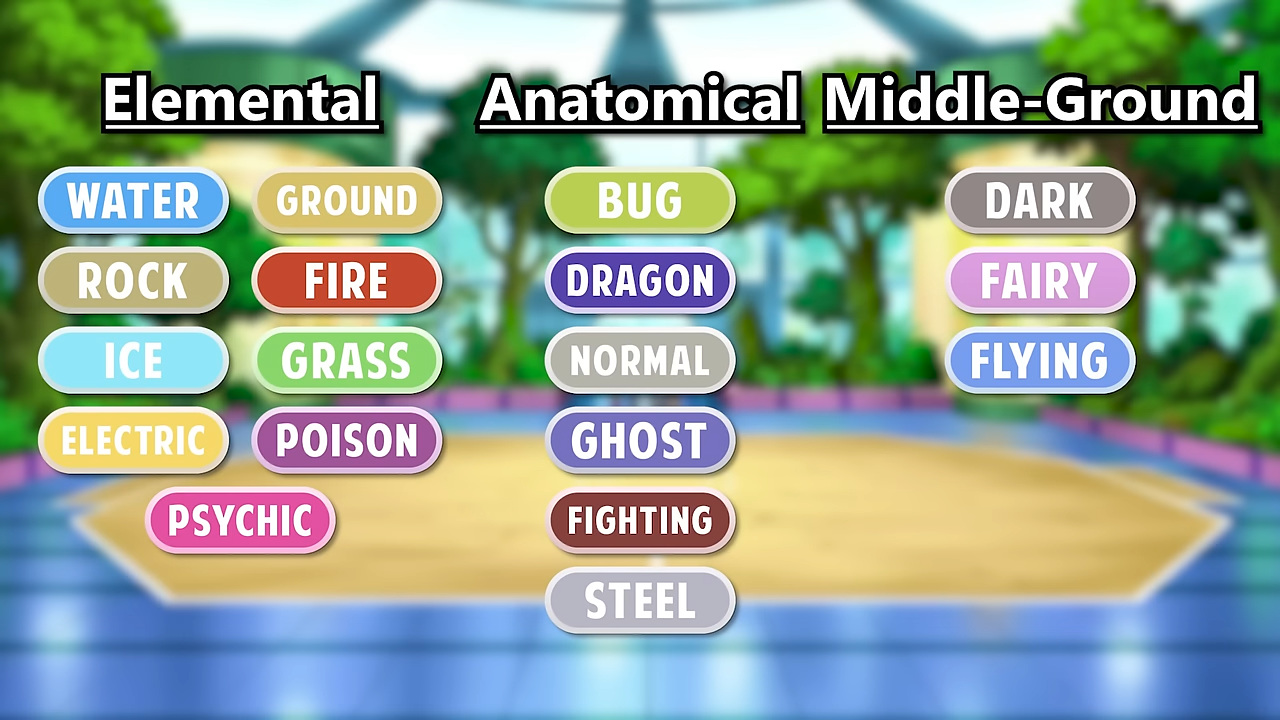 Elemental Anatomical Middle-Ground
WATER GROUND BUG DARK
ROCK FIRE DRAGON FAIRY
ICE GRASS NORMAL FLYING
ELECTRIC POISON GHOST
PSYCHIC FIGHTING
STEEL